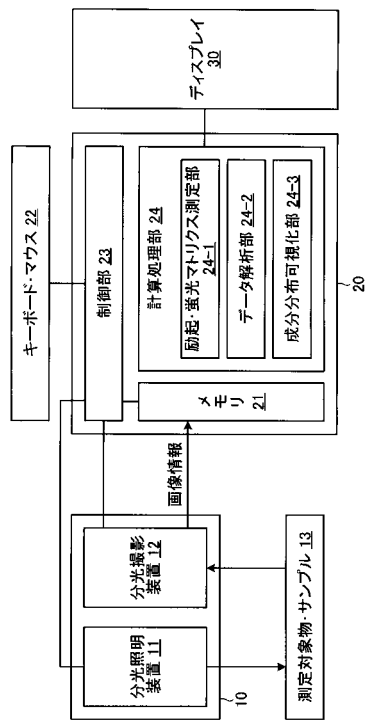 キーボード・マウス 22
制御部 23
計算処理部 24
励起・蛍光マトリクス測定部
24-1
データ解析部 24-2
成分分布可視化部 24-3
メモリ
21
20
ディスプレイ
30
画像情報
分光照明
装置 11
分光撮影
装置 12
10
測定対象物・サンプル 13